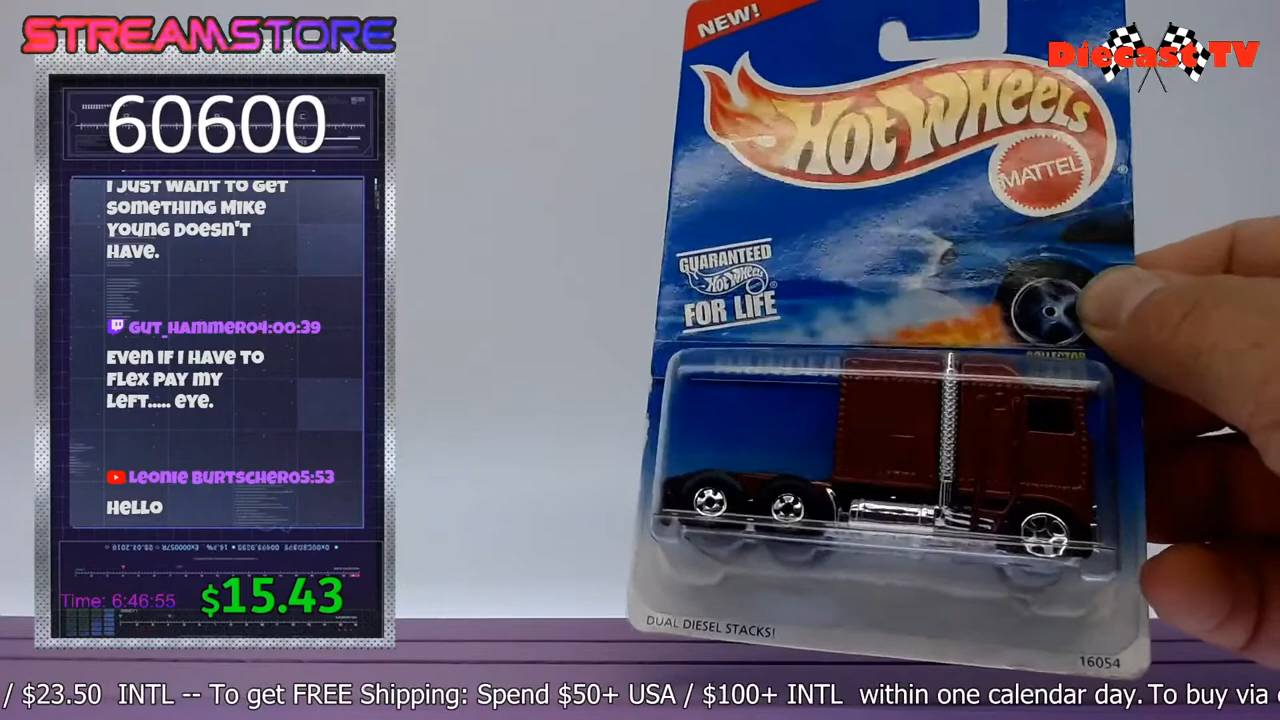 STREAMSTORE
60600
I just want to get
something Mike
Young doesn't
have.
gut_hammer04:00:39
Even if I have to
flex pay my
left..... eye.
Leonie Burtscher05:53
Hello
Time: 6:46:55
$15.43
NEW!
HOT WHEELS
MATTEL
®
GUARANTEED
Hot Wheels
FOR LIFE
COLLECTOR
DUAL DIESEL STACKS!
16054
Diecast TV
/ $23.50 INTL -- To get FREE Shipping: Spend $50+ USA / $100+ INTL within one calendar day. To buy via